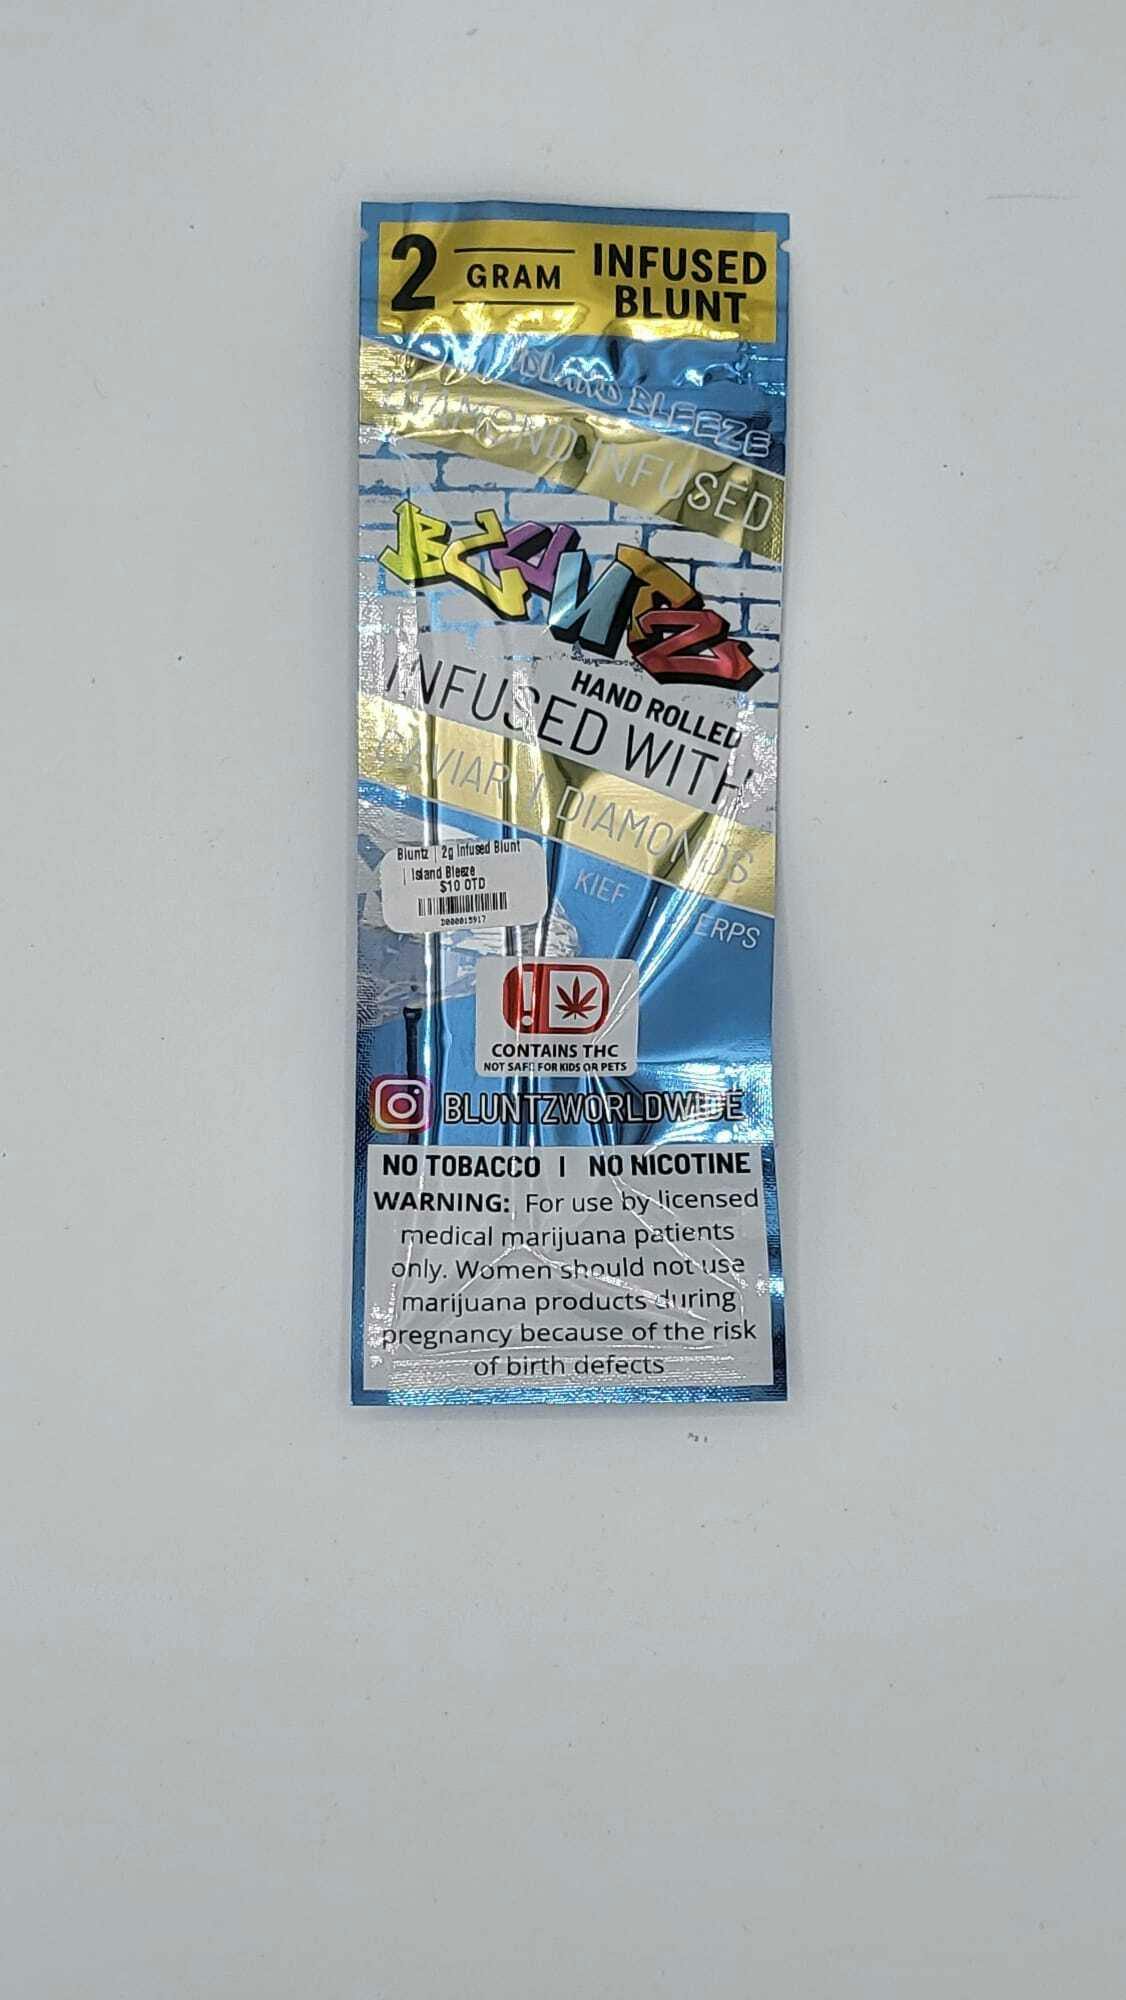 2 GRAM INFUSED BLUNT
ISLAND BLEEZE
DIAMOND INFUSED
BLUNTZ
HAND ROLLED
INFUSED WITH
CAVIAR | DIAMONDS
KIEF | TERPS
Bluntz | 2g Infused Blunt
| Island Bleeze
$10 OTD
D000015917
!
CONTAINS THC
NOT SAFE FOR KIDS OR PETS
BLUNTZWORLDWIDE
NO TOBACCO | NO NICOTINE
WARNING: For use by licensed
medical marijuana patients
only. Women should not use
marijuana products during
pregnancy because of the risk
of birth defects